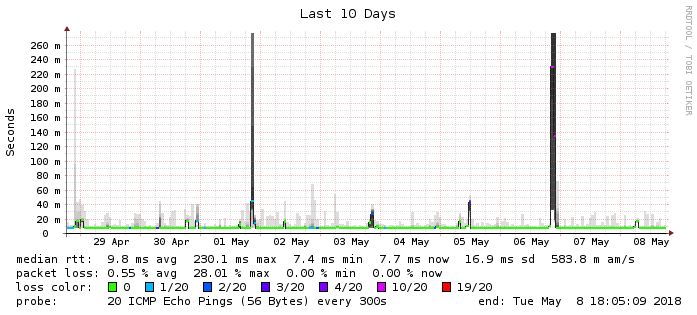 Last 10 Days
RRDTOOL / TOBI OETIKER
Seconds
260 m
240 m
220 m
200 m
180 m
160 m
140 m
120 m
100 m
80 m
60 m
40 m
20 m
0
29 Apr 30 Apr 01 May 02 May 03 May 04 May 05 May 06 May 07 May 08 May
median rtt: 9.8 ms avg 230.1 ms max 7.4 ms min 7.7 ms now 16.9 ms sd 583.8 m am/s
packet loss: 0.55 % avg 28.01 % max 0.00 % min 0.00 % now
loss color: 0 1/20 2/20 3/20 4/20 10/20 19/20
probe: 20 ICMP Echo Pings (56 Bytes) every 300s end: Tue May 8 18:05:09 2018